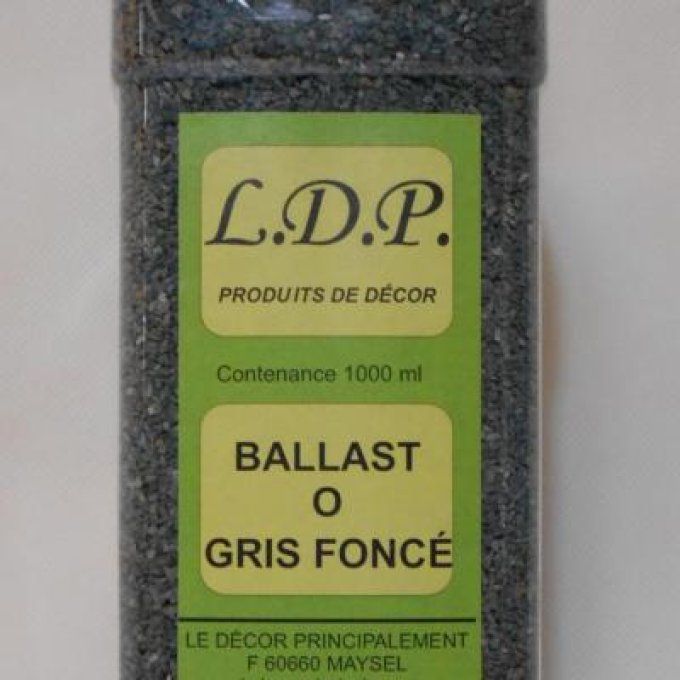 L.D.P.
PRODUITS DE DÉCOR
Contenance 1000 ml
BALLAST
O
GRIS FONCÉ
LE DÉCOR PRINCIPALEMENT
F 60660 MAYSEL